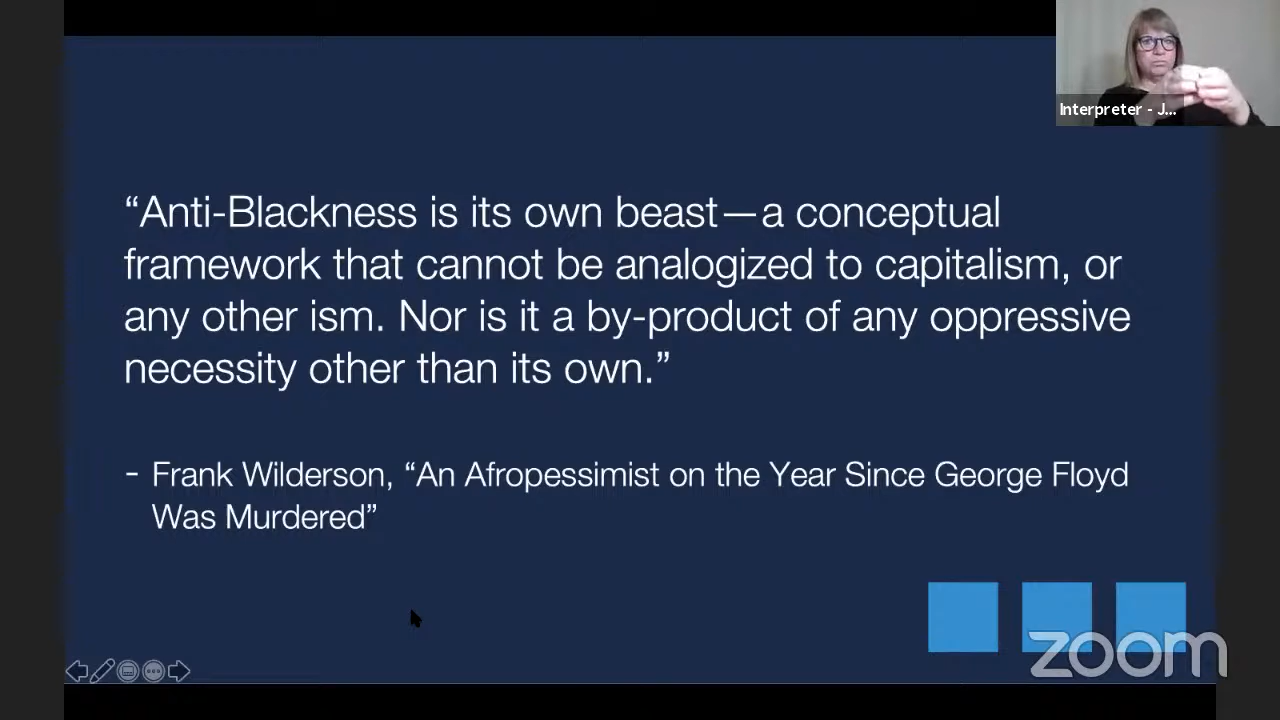 Interpreter - J...
“Anti-Blackness is its own beast—a conceptual
framework that cannot be analogized to capitalism, or
any other ism. Nor is it a by-product of any oppressive
necessity other than its own.”
- Frank Wilderson, “An Afropessimist on the Year Since George Floyd
Was Murdered”
zoom